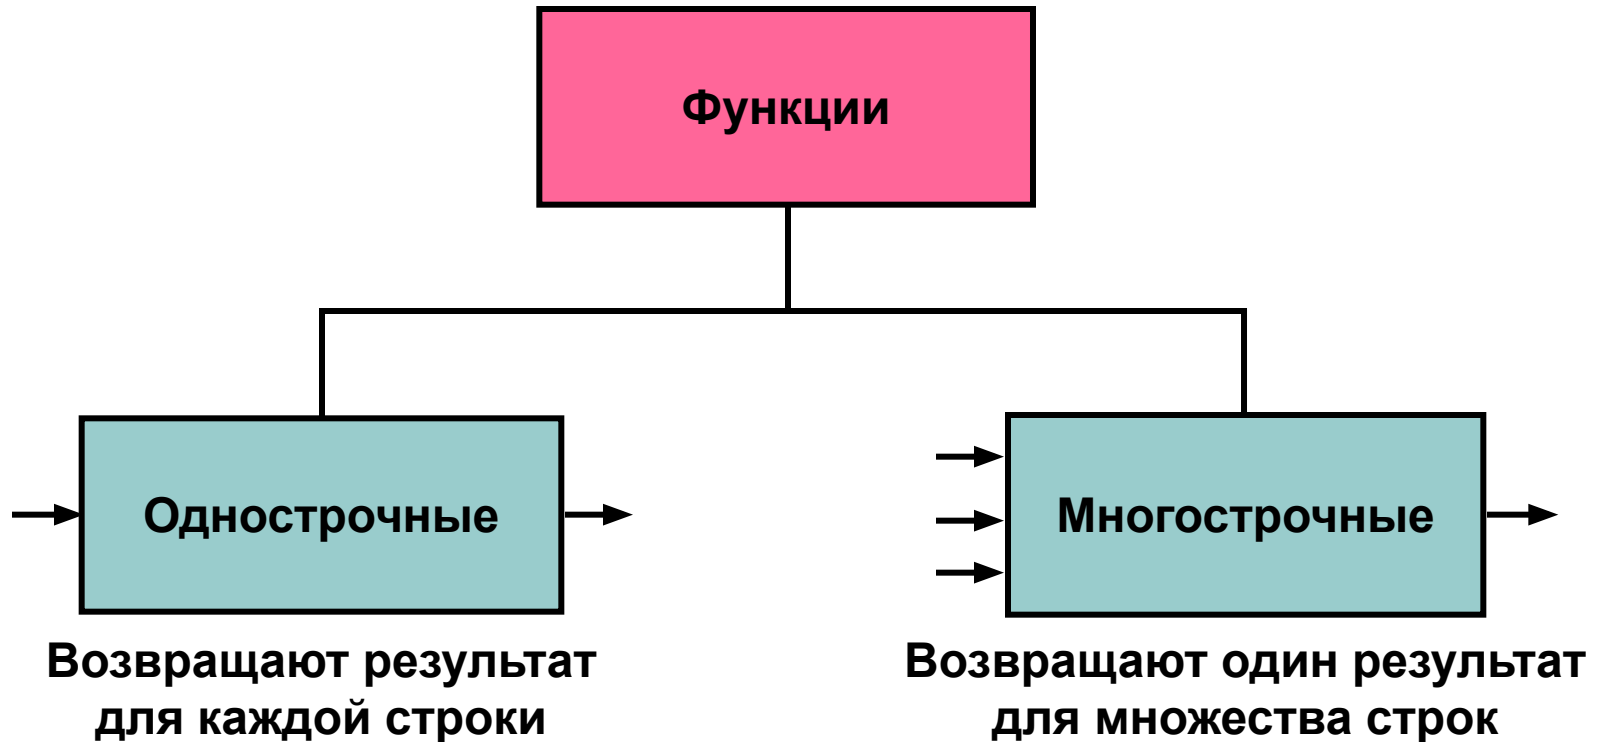 Функции
Однострочные
Многострочные
Возвращают результат
для каждой строки
Возвращают один результат
для множества строк